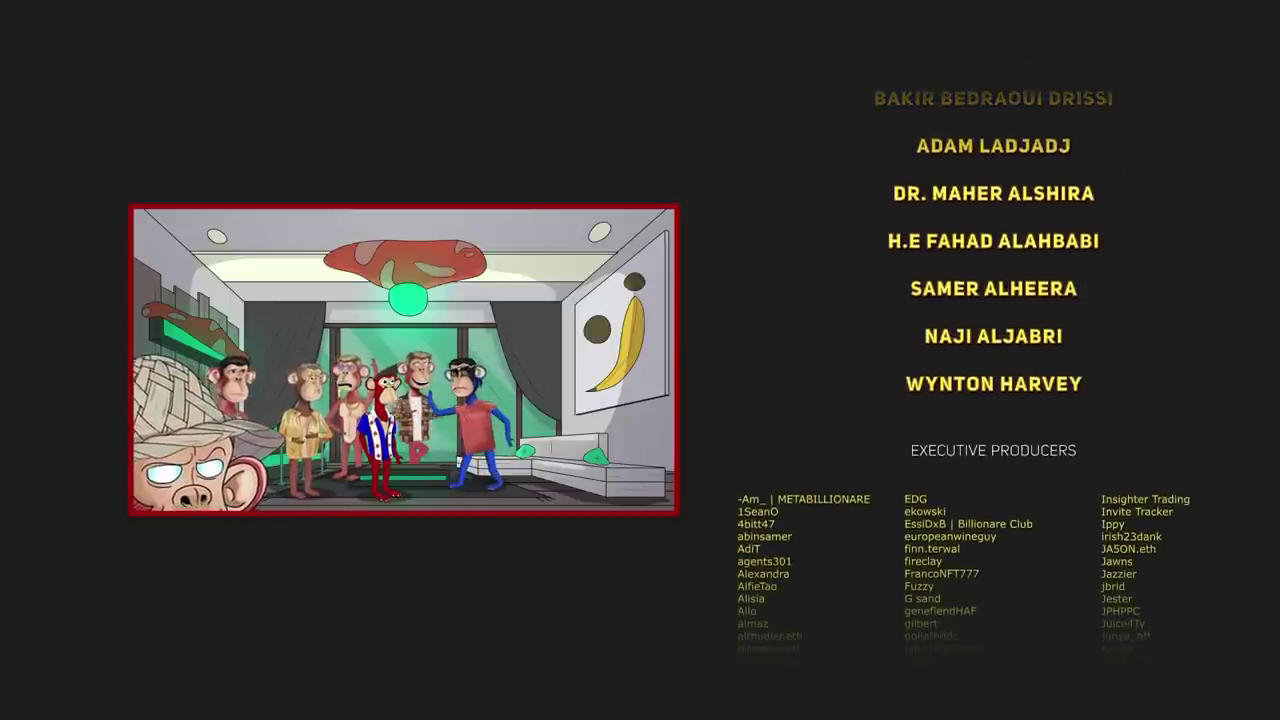 BAKIR BEDRAOUI DRISSI
ADAM LADJADJ
DR. MAHER ALSHIRA
H.E FAHAD ALAHBABI
SAMER ALHEERA
NAJI ALJABRI
WYNTON HARVEY
EXECUTIVE PRODUCERS
-Am_ | METABILLIONARE
1SeanO
4bitt47
abinsamer
AdiT
agents301
Alexandra
AlfieTao
Alisia
Allo
almaz
EDG
ekowski
EssiDxB | Billionare Club
europeanwineguy
finn.terwal
fireclay
FrancoNFT777
Fuzzy
G sand
genefiendHAF
gilbert
Insighter Trading
Invite Tracker
Ippy
irish23dank
JA5ON.eth
Jawns
Jazzier
jbrid
Jester
JPHPPC
Juice4Ty